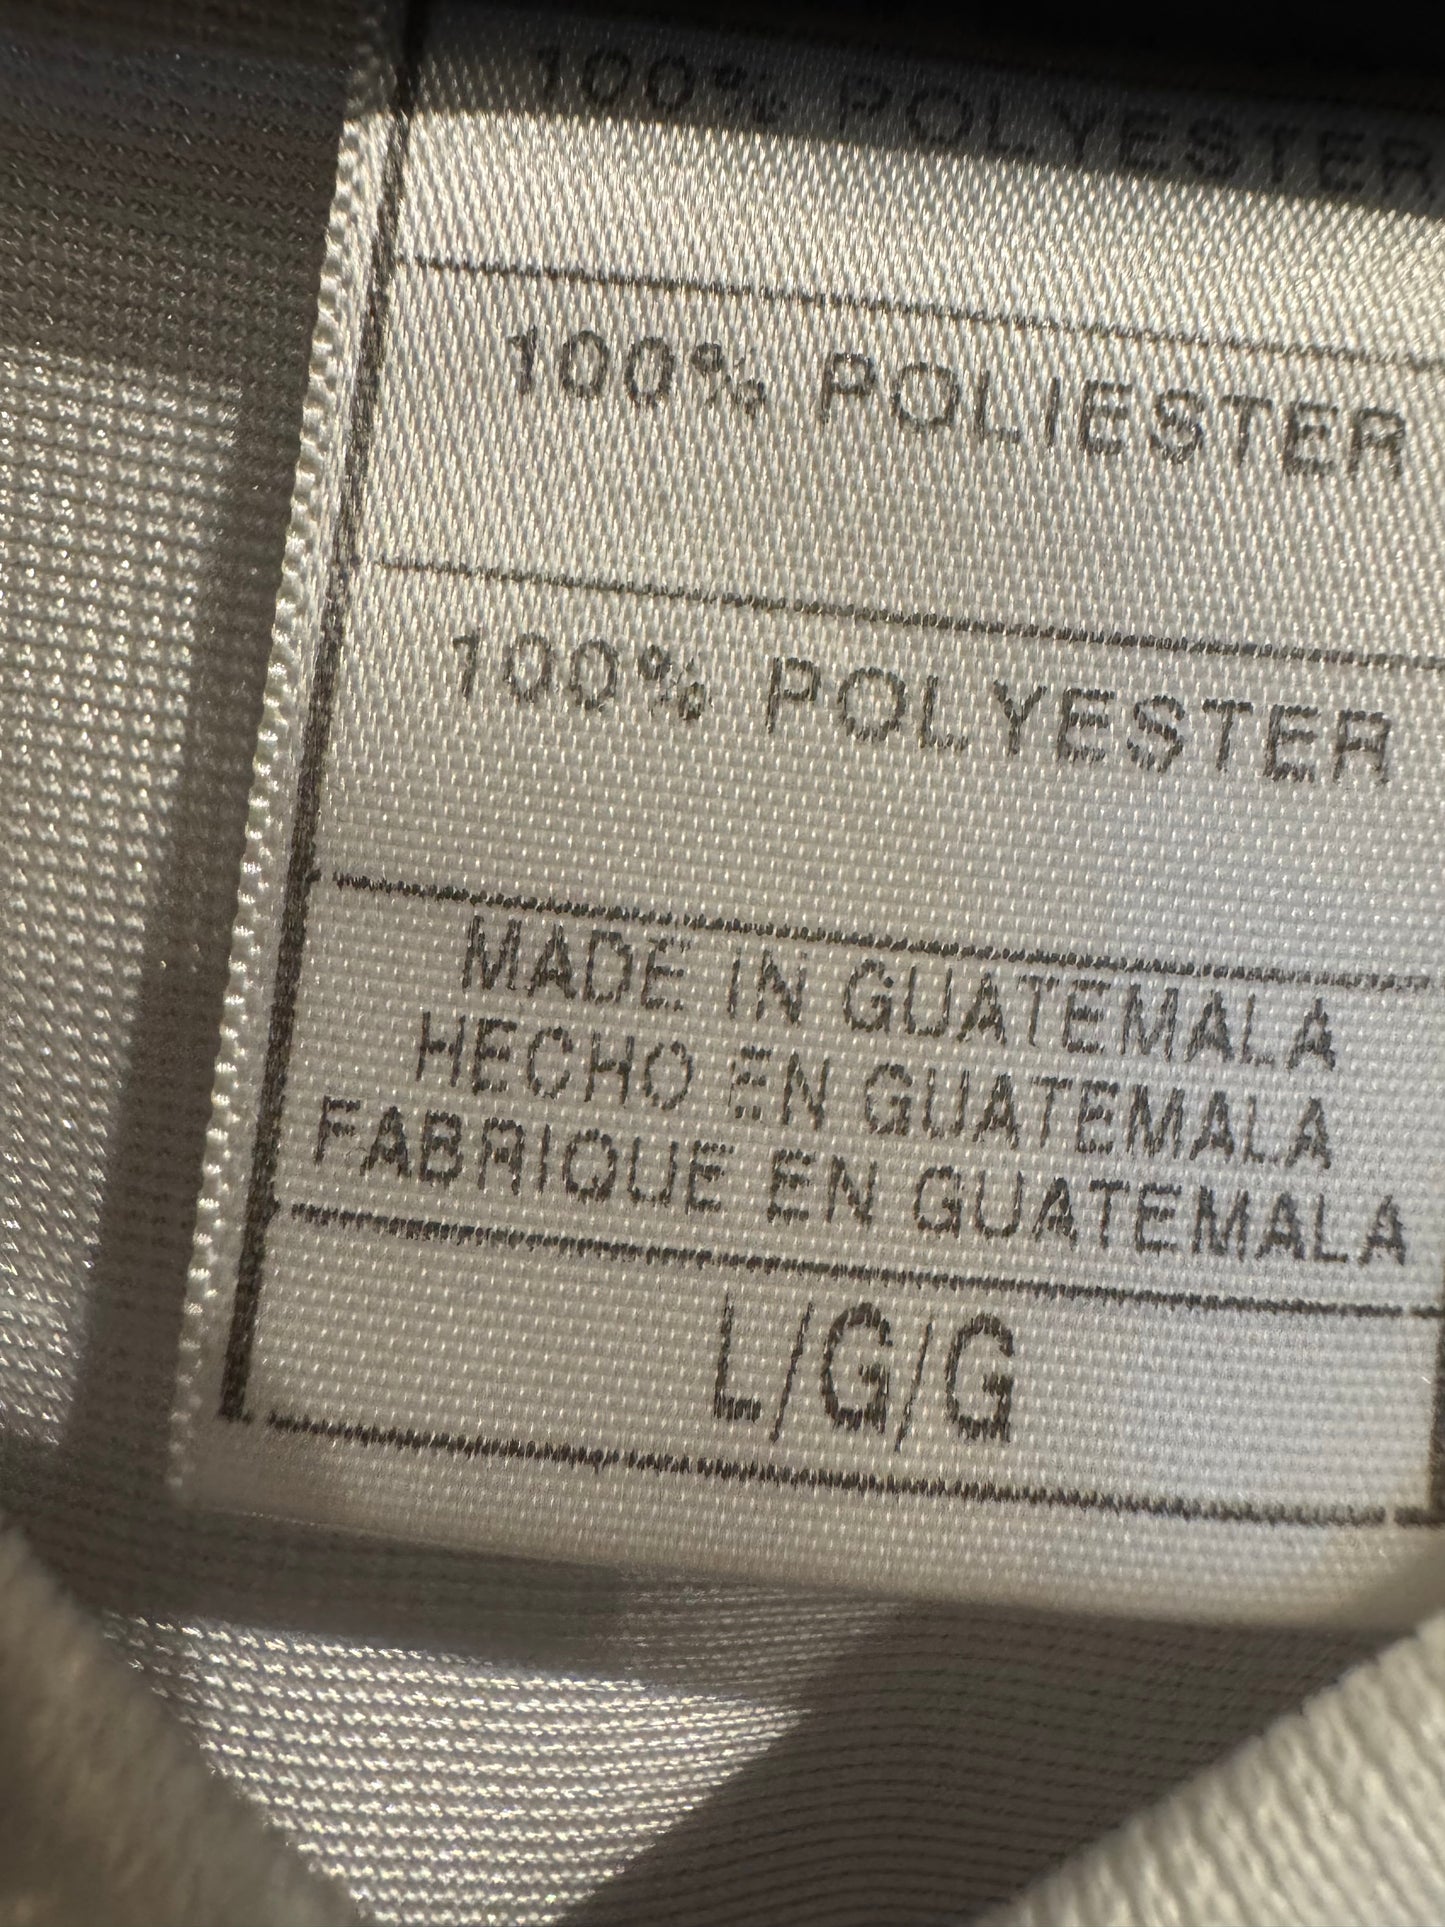 100% POLYESTER
100% POLIESTER
100% POLYESTER
MADE IN GUATEMALA
HECHO EN GUATEMALA
FABRIQUE EN GUATEMALA
L/G/G